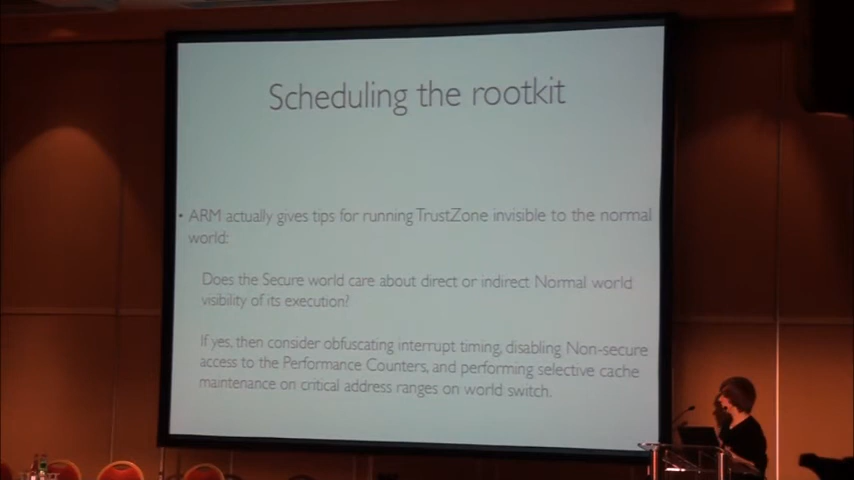 Scheduling the rootkit
• ARM actually gives tips for running TrustZone invisible to the normal
world:
Does the Secure world care about direct or indirect Normal world
visibility of its execution?
If yes, then consider obfuscating interrupt timing, disabling Non-secure
access to the Performance Counters, and performing selective cache
maintenance on critical address ranges on world switch.